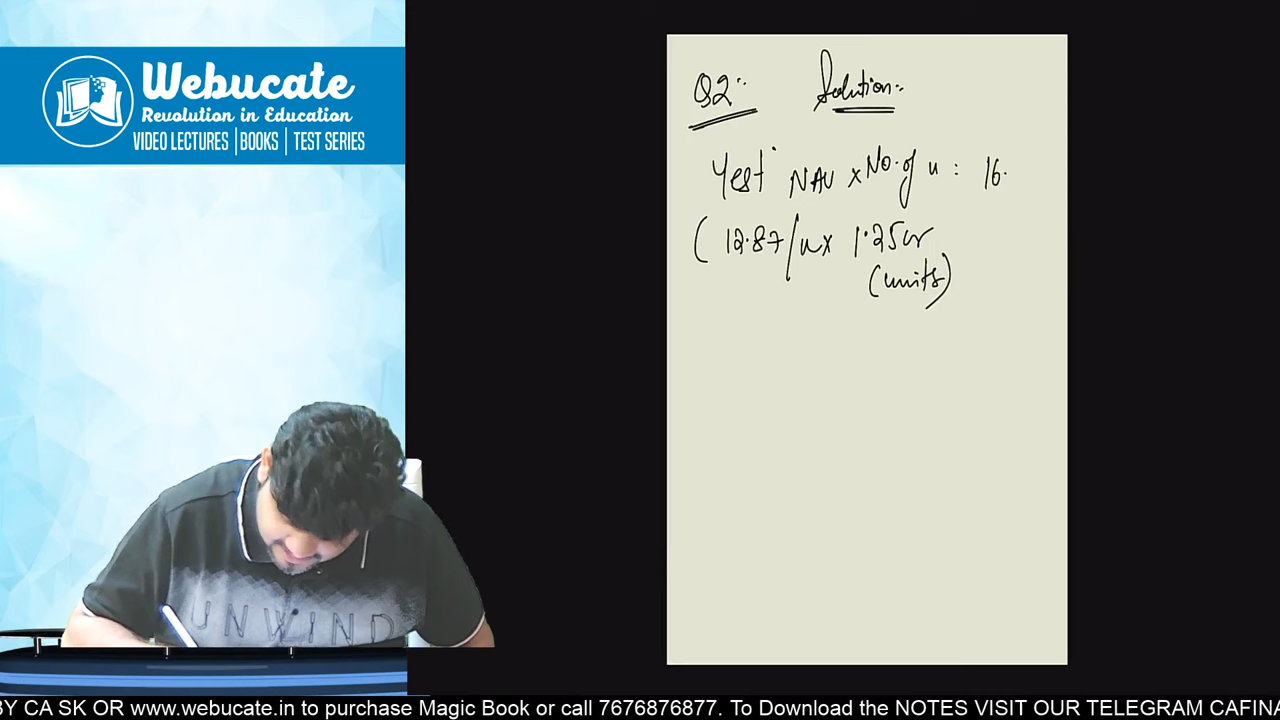 Webucate
Revolution in Education
VIDEO LECTURES | BOOKS | TEST SERIES
Q2:- Solution:-
Yest NAV x No. of u : 16.
( 12.87/u x 1.25 cr
(units)
UNWIND
BY CA SK OR www.webucate.in to purchase Magic Book or call 7676876877. To Download the NOTES VISIT OUR TELEGRAM CAFINA